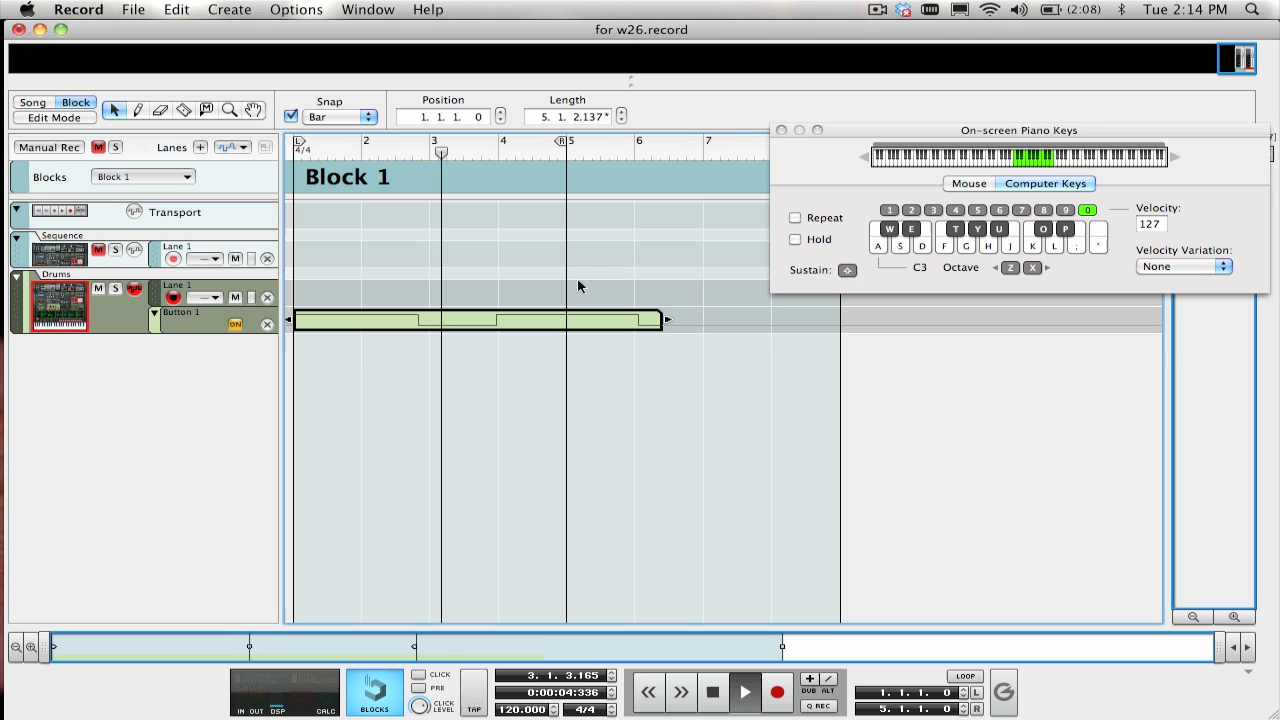 Record File Edit Create Options Window Help (2:08) Tue 2:14 PM
for w26.record
Song Block
Edit Mode
Snap
Bar
Position
1. 1. 1. 0
Length
5. 1. 2.137*
Manual Rec M S Lanes +
L 2 3 4 R 5 6 7
4/4
Blocks Block 1
Block 1
Transport
Sequence
M S Lane 1
— M
Drums
M S Lane 1
— M
Button 1
ON
On-screen Piano Keys
Mouse Computer Keys
Repeat
Hold
1 2 3 4 5 6 7 8 9 0
W E T Y U O P
A S D F G H J K L ; '
Sustain: C3 Octave Z X
Velocity:
127
Velocity Variation:
None
IN OUT DSP CALC
BLOCKS
CLICK
PRE
CLICK
LEVEL
TAP
3. 1. 3.165
0:00:04:336
120.000 4/4
DUB ALT
Q REC
LOOP
1. 1. 1. 0 L
5. 1. 1. 0 R